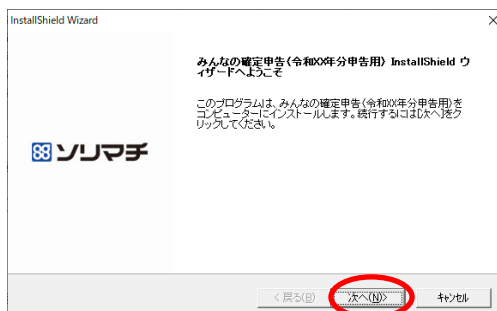 InstallShield Wizard
みんなの確定申告(令和XX年分申告用) InstallShield ウ
ィザードへようこそ
このプログラムは、みんなの確定申告(令和XX年分申告用)を
コンピューターにインストールします。続行するには[次へ]をク
リックしてください。
ソリマチ
< 戻る(B)
次へ(N)>
キャンセル